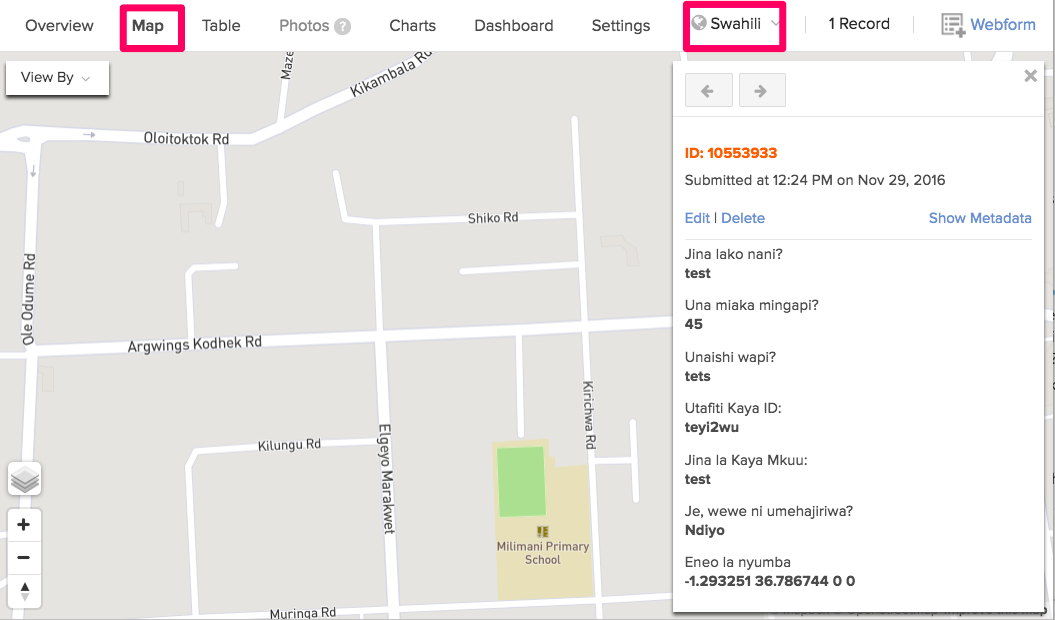 Overview
Map
Table
Photos ?
Charts
Dashboard
Settings
Swahili
1 Record
Webform
View By
Kikambala Rd
Oloitoktok Rd
Shiko Rd
Ole Odume Rd
Argwings Kodhek Rd
Kirichwa Rd
Kilungu Rd
Elgeyo Marakwet
Milimani Primary
School
Muringa Rd
ID: 10553933
Submitted at 12:24 PM on Nov 29, 2016
Edit | Delete
Show Metadata
Jina lako nani?
test
Una miaka mingapi?
45
Unaishi wapi?
tets
Utafiti Kaya ID:
teyi2wu
Jina la Kaya Mkuu:
test
Je, wewe ni umehajiriwa?
Ndiyo
Eneo la nyumba
-1.293251 36.786744 0 0